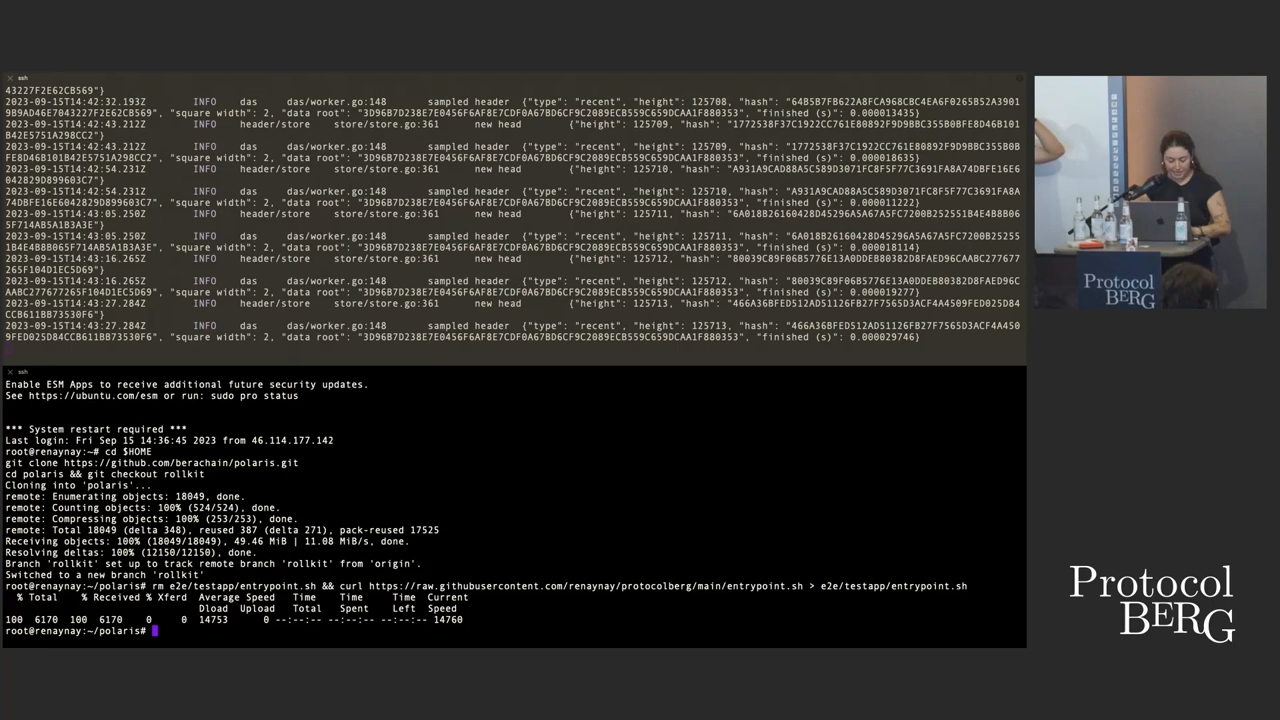 ssh
43227F2E62CB569"}
2023-09-15T14:42:32.193Z INFO das das/worker.go:148 sampled header {"type": "recent", "height": 125708, "hash": "64B5B7FB622A8FCA968CBC4EA6F0265B52A3901
9B9AD46E7043227F2E62CB569", "square width": 2, "data root": "3D96B7D238E7E0456F6AF8E7CDF0A97BD6CF9C2089ECB559C659DCAA1F880353", "finished (s)": 0.000013435}
2023-09-15T14:42:43.212Z INFO header/store store/store.go:361 new head {"height": 125709, "hash": "1772538F37C1922CC761E80892F9D9BBC355B0BFE8D46B101
B42E5751A298CC2"}
2023-09-15T14:42:43.212Z INFO das das/worker.go:148 sampled header {"type": "recent", "height": 125709, "hash": "1772538F37C1922CC761E80892F9D9BBC355B0B
FE8D46B101B42E5751A298CC2", "square width": 2, "data root": "3D96B7D238E7E0456F6AF8E7CDF0A97BD6CF9C2089ECB559C659DCAA1F880353", "finished (s)": 0.000018635}
2023-09-15T14:42:54.231Z INFO header/store store/store.go:361 new head {"height": 125710, "hash": "A931A9CAD88A5C589D3071FC8F5F77C3691FA8A74DBFE16E6
042829D899603C7"}
2023-09-15T14:42:54.231Z INFO das das/worker.go:148 sampled header {"type": "recent", "height": 125710, "hash": "A931A9CAD88A5C589D3071FC8F5F77C3691FA8A
74DBFE16E6042829D899603C7", "square width": 2, "data root": "3D96B7D238E7E0456F6AF8E7CDF0A97BD6CF9C2089ECB559C659DCAA1F880353", "finished (s)": 0.000011222}
2023-09-15T14:43:05.250Z INFO header/store store/store.go:361 new head {"height": 125711, "hash": "6A018B26160428D45296A5A67A5FC7200B252551B4E4B8B06
5F714AB5A1B3A3E"}
2023-09-15T14:43:05.250Z INFO das das/worker.go:148 sampled header {"type": "recent", "height": 125711, "hash": "6A018B26160428D45296A5A67A5FC7200B25255
1B4E4B8B065F714AB5A1B3A3E", "square width": 2, "data root": "3D96B7D238E7E0456F6AF8E7CDF0A97BD6CF9C2089ECB559C659DCAA1F880353", "finished (s)": 0.000018114}
2023-09-15T14:43:16.265Z INFO header/store store/store.go:361 new head {"height": 125712, "hash": "80039C89F06B5776E13A0DDEB80382D8FAED96CAABC277677
265F104D1EC5D69"}
2023-09-15T14:43:16.265Z INFO das das/worker.go:148 sampled header {"type": "recent", "height": 125712, "hash": "80039C89F06B5776E13A0DDEB80382D8FAED96C
AABC277677265F104D1EC5D69", "square width": 2, "data root": "3D96B7D238E7E0456F6AF8E7CDF0A97BD6CF9C2089ECB559C659DCAA1F880353", "finished (s)": 0.000019277}
2023-09-15T14:43:27.284Z INFO header/store store/store.go:361 new head {"height": 125713, "hash": "466A36BFED512AD51126FB27F7565D3ACF4A4509FED025D84
CCB611BB73530F6"}
2023-09-15T14:43:27.284Z INFO das das/worker.go:148 sampled header {"type": "recent", "height": 125713, "hash": "466A36BFED512AD51126FB27F7565D3ACF4A450
9FED025D84CCB611BB73530F6", "square width": 2, "data root": "3D96B7D238E7E0456F6AF8E7CDF0A97BD6CF9C2089ECB559C659DCAA1F880353", "finished (s)": 0.000029746}
ssh
Enable ESM Apps to receive additional future security updates.
See https://ubuntu.com/esm or run: sudo pro status
*** System restart required ***
Last login: Fri Sep 15 14:36:45 2023 from 46.114.177.142
root@renaynay:~# cd $HOME
git clone https://github.com/berachain/polaris.git
cd polaris && git checkout rollkit
Cloning into 'polaris'...
remote: Enumerating objects: 18049, done.
remote: Counting objects: 100% (524/524), done.
remote: Compressing objects: 100% (253/253), done.
remote: Total 18049 (delta 348), reused 387 (delta 271), pack-reused 17525
Receiving objects: 100% (18049/18049), 49.46 MiB | 11.08 MiB/s, done.
Resolving deltas: 100% (12150/12150), done.
Branch 'rollkit' set up to track remote branch 'rollkit' from 'origin'.
Switched to a new branch 'rollkit'
root@renaynay:~/polaris# rm e2e/testapp/entrypoint.sh && curl https://raw.githubusercontent.com/renaynay/protocolberg/main/entrypoint.sh > e2e/testapp/entrypoint.sh
% Total % Received % Xferd Average Speed Time Time Time Current
Dload Upload Total Spent Left Speed
100 6170 100 6170 0 0 14753 0 --:--:-- --:--:-- --:--:-- 14760
root@renaynay:~/polaris#
Protocol
BERG
Protocol
BERG